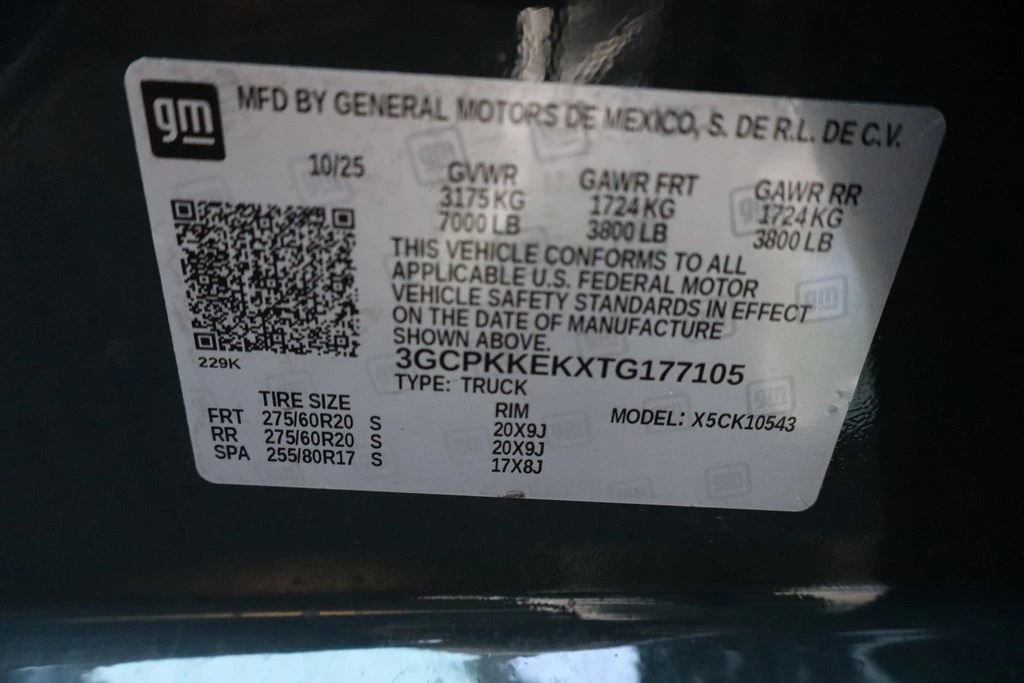 gm
MFD BY GENERAL MOTORS DE MEXICO, S. DE R.L. DE C.V.
10/25
GVWR GAWR FRT GAWR RR
3175 KG 1724 KG 1724 KG
7000 LB 3800 LB 3800 LB
THIS VEHICLE CONFORMS TO ALL
APPLICABLE U.S. FEDERAL MOTOR
VEHICLE SAFETY STANDARDS IN EFFECT
ON THE DATE OF MANUFACTURE
SHOWN ABOVE.
229K
3GCPKKEKXTG177105
TYPE: TRUCK
TIRE SIZE RIM MODEL: X5CK10543
FRT 275/60R20 S 20X9J
RR 275/60R20 S 20X9J
SPA 255/80R17 S 17X8J